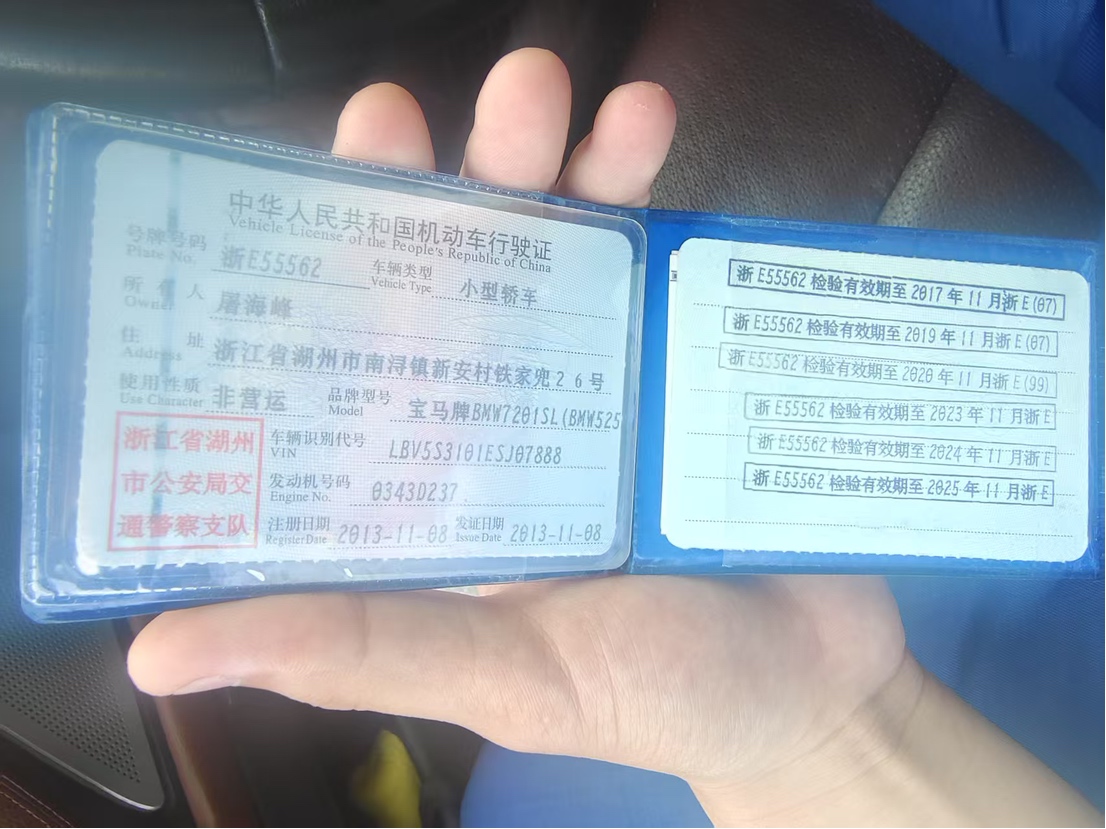 中华人民共和国机动车行驶证
Vehicle License of the People's Republic of China
号牌号码 浙E55562 车辆类型 小型轿车
Plate No. Vehicle Type
所有人 屠海峰
Owner
住址 浙江省湖州市南浔镇新安村铁家兜26号
Address
使用性质 非营运 品牌型号 宝马牌BMW7201SL(BMW525
Use Character Model
浙江省湖州
市公安局交
通警察支队
车辆识别代号 LBV5S3101ESJ07888
VIN
发动机号码 0343D237
Engine No.
注册日期 2013-11-08 发证日期 2013-11-08
Register Date Issue Date
浙E55562 检验有效期至2017年11月浙E(07)
浙E55562 检验有效期至2019年11月浙E(07)
浙E55562 检验有效期至2020年11月浙E(99)
浙E55562 检验有效期至2023年11月浙E
浙E55562 检验有效期至2024年11月浙E
浙E55562 检验有效期至2025年11月浙E